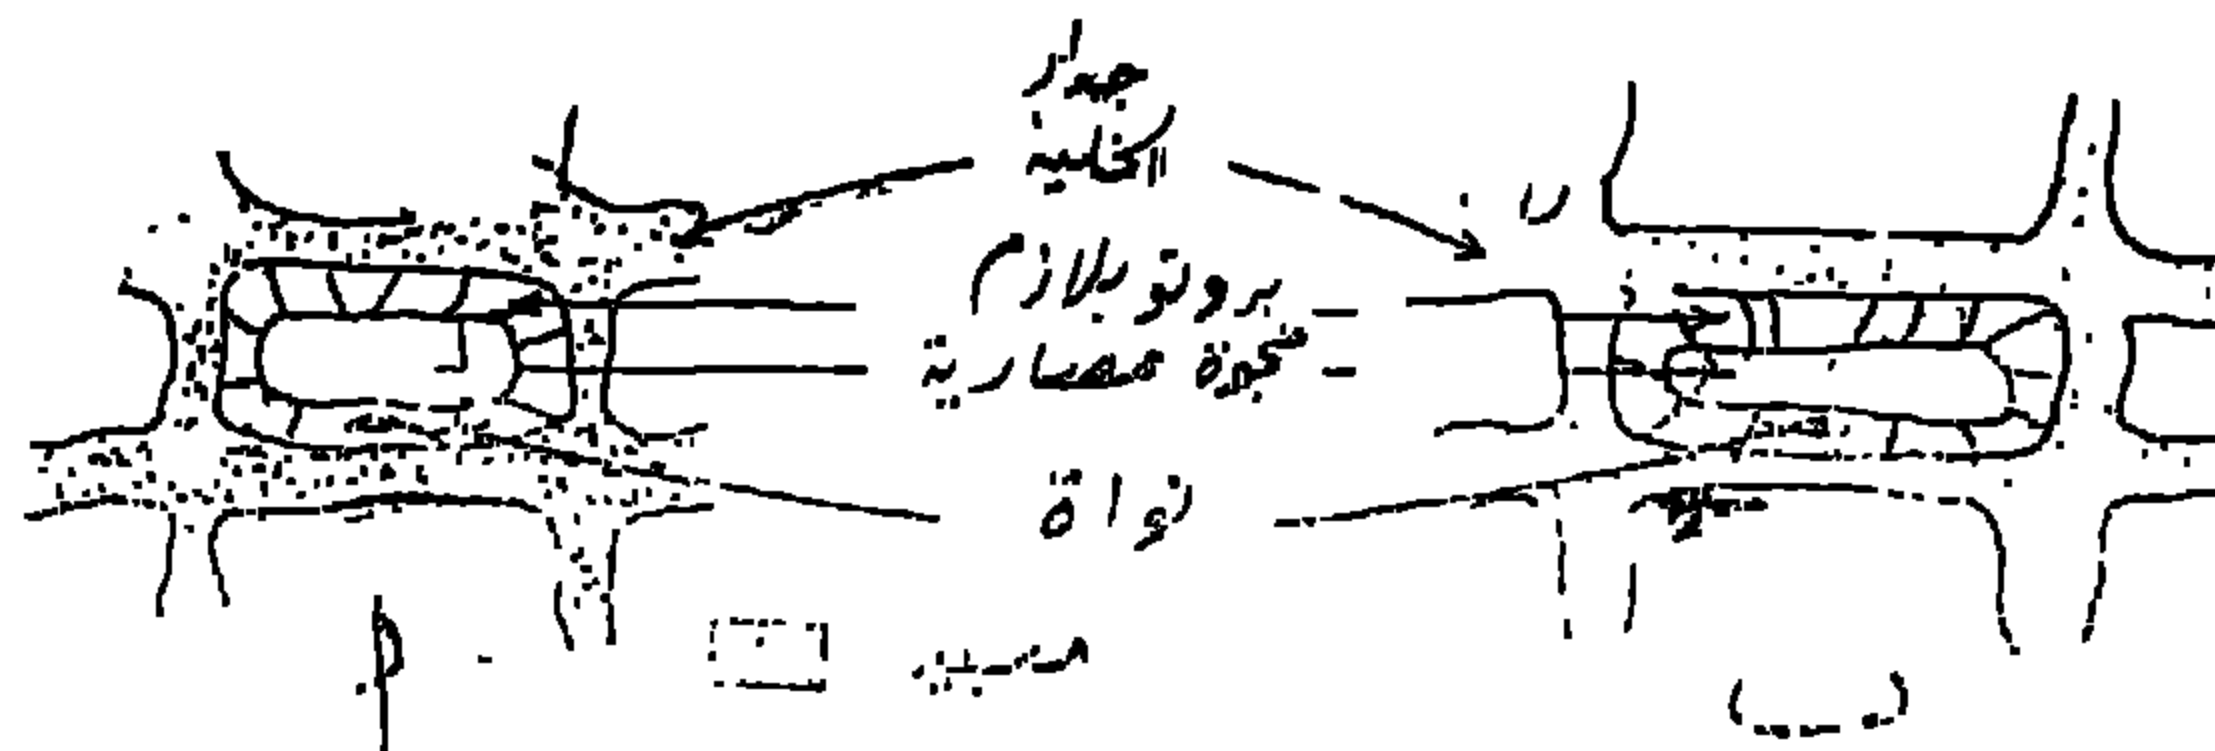 جدار
الخلية
بروتوبلازم
فجوة عصارية
نواة